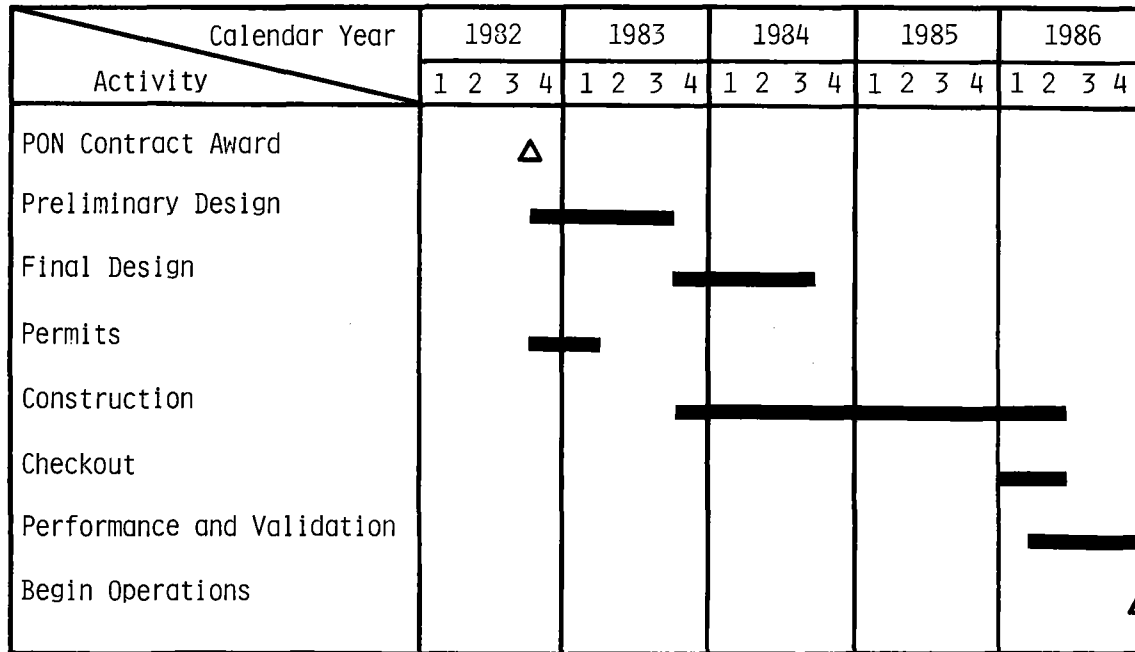 Calendar Year 1982 1983 1984 1985 1986
Activity 1 2 3 4 1 2 3 4 1 2 3 4 1 2 3 4 1 2 3 4
PON Contract Award
Preliminary Design
Final Design
Permits
Construction
Checkout
Performance and Validation
Begin Operations